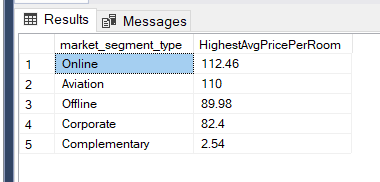 Results Messages
market_segment_type HighestAvgPricePerRoom
1 Online 112.46
2 Aviation 110
3 Offline 89.98
4 Corporate 82.4
5 Complementary 2.54